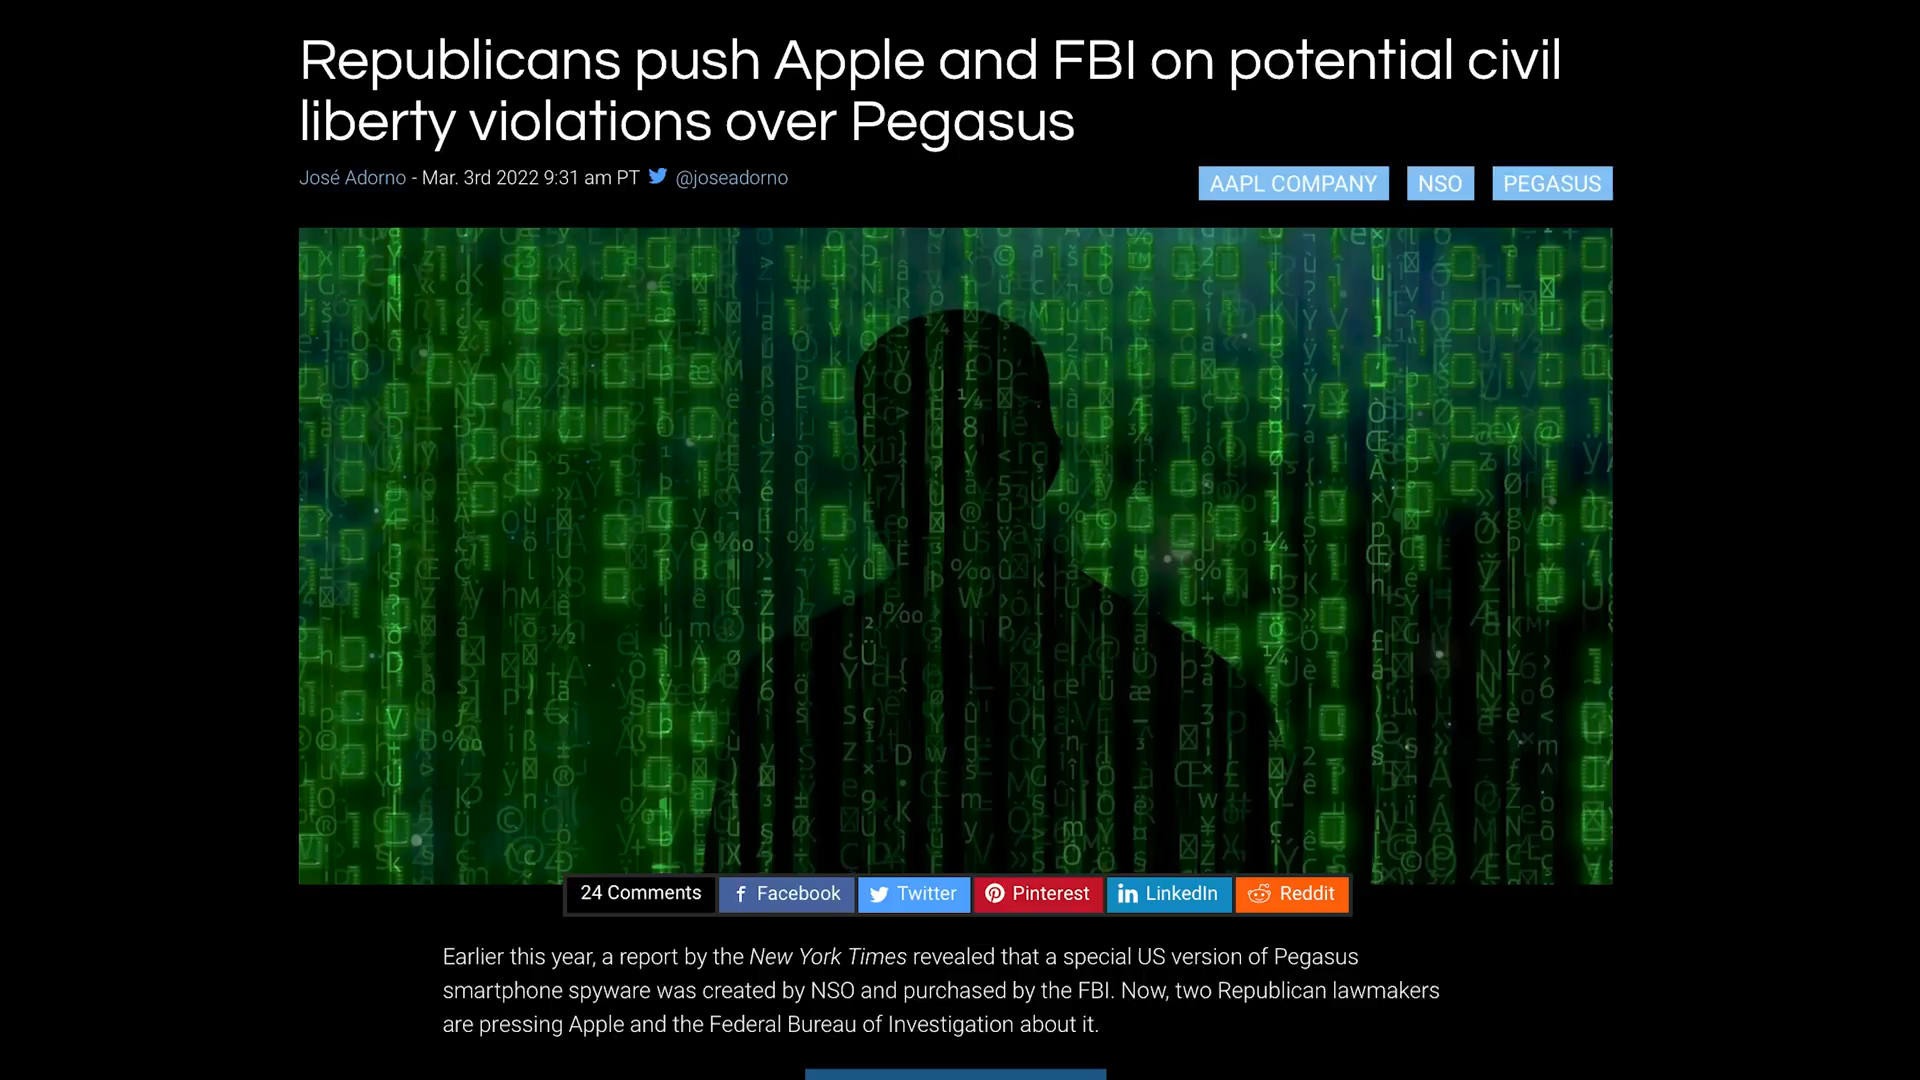 Republicans push Apple and FBI on potential civil
liberty violations over Pegasus
José Adorno - Mar. 3rd 2022 9:31 am PT @joseadorno
AAPL COMPANY NSO PEGASUS
24 Comments Facebook Twitter Pinterest LinkedIn Reddit
Earlier this year, a report by the New York Times revealed that a special US version of Pegasus
smartphone spyware was created by NSO and purchased by the FBI. Now, two Republican lawmakers
are pressing Apple and the Federal Bureau of Investigation about it.